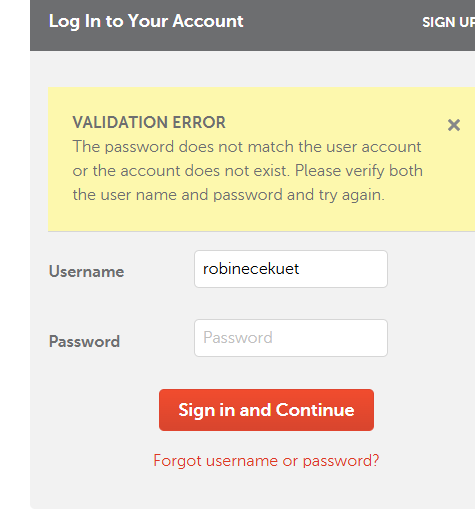 Log In to Your Account
SIGN UP
VALIDATION ERROR
The password does not match the user account
or the account does not exist. Please verify both
the user name and password and try again.
Username
robinecekuet
Password
Password
Sign in and Continue
Forgot username or password?